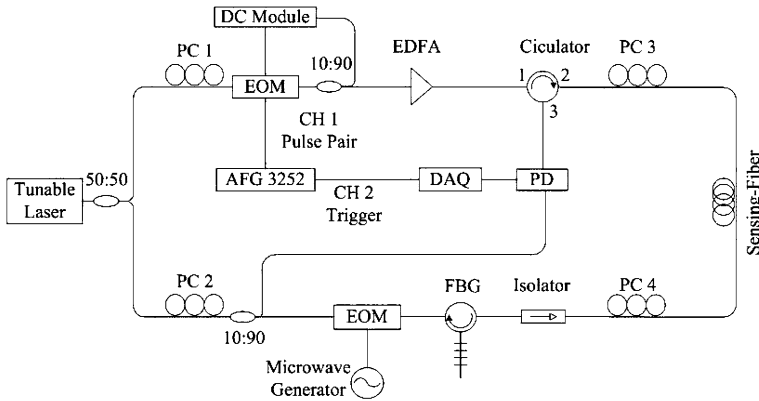 DC Module
PC 1
10:90
EDFA
Ciculator
PC 3
EOM
1
2
3
CH 1
Pulse Pair
50:50
Tunable
Laser
AFG 3252
CH 2
Trigger
DAQ
PD
Sensing-Fiber
PC 2
10:90
EOM
FBG
Isolator
PC 4
Microwave
Generator